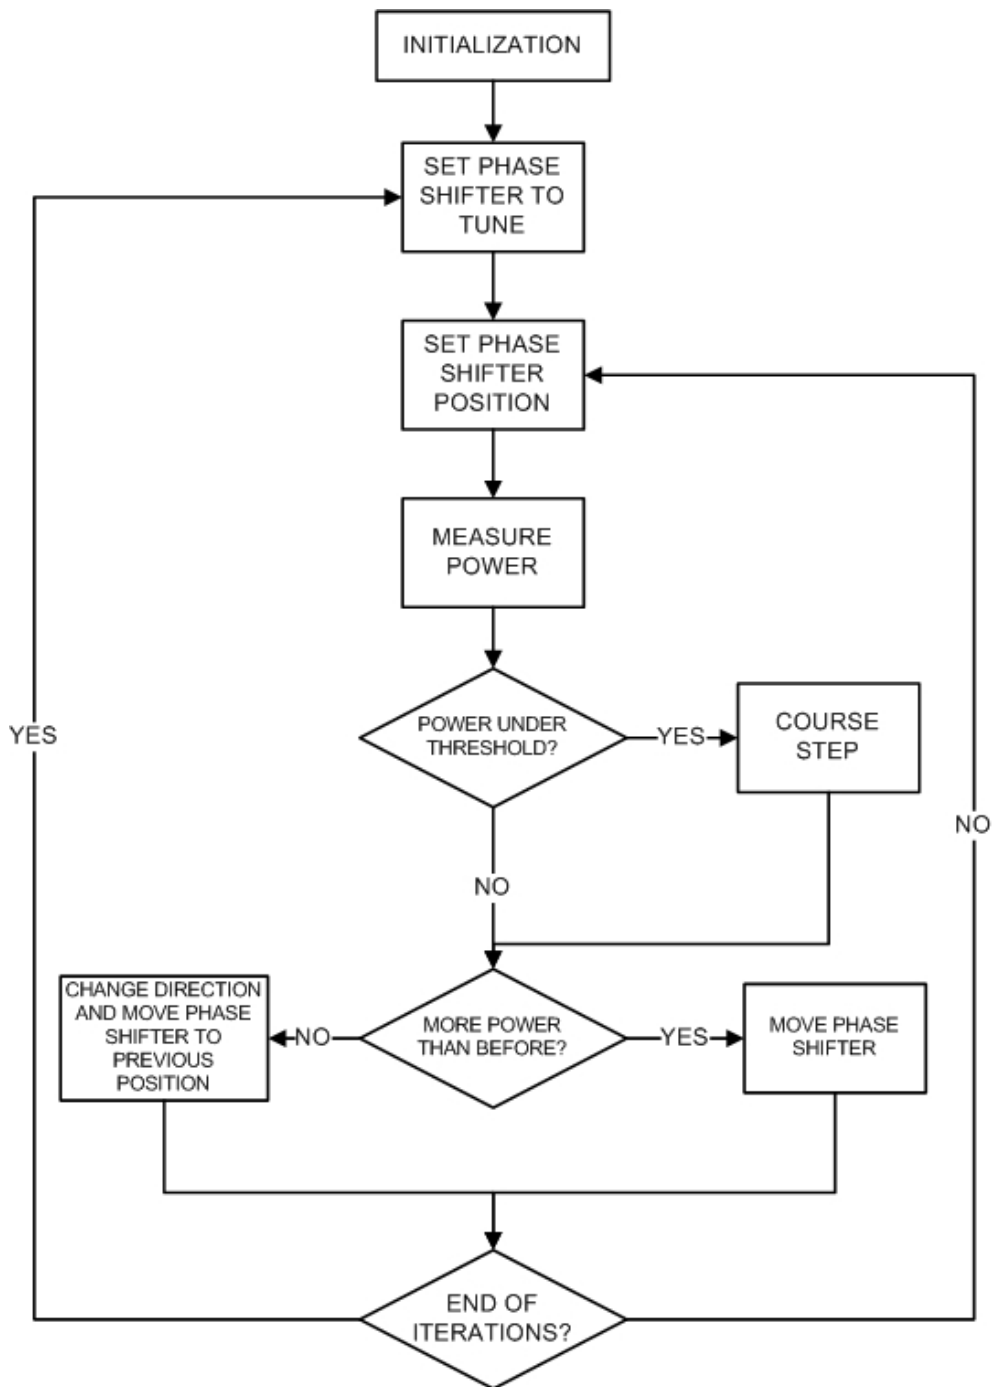 INITIALIZATION
SET PHASE
SHIFTER TO
TUNE
SET PHASE
SHIFTER
POSITION
MEASURE
POWER
POWER UNDER
THRESHOLD?
YES
COURSE
STEP
YES
NO
NO
CHANGE DIRECTION
AND MOVE PHASE
SHIFTER TO
PREVIOUS
POSITION
NO
MORE POWER
THAN BEFORE?
YES
MOVE PHASE
SHIFTER
END OF
ITERATIONS?